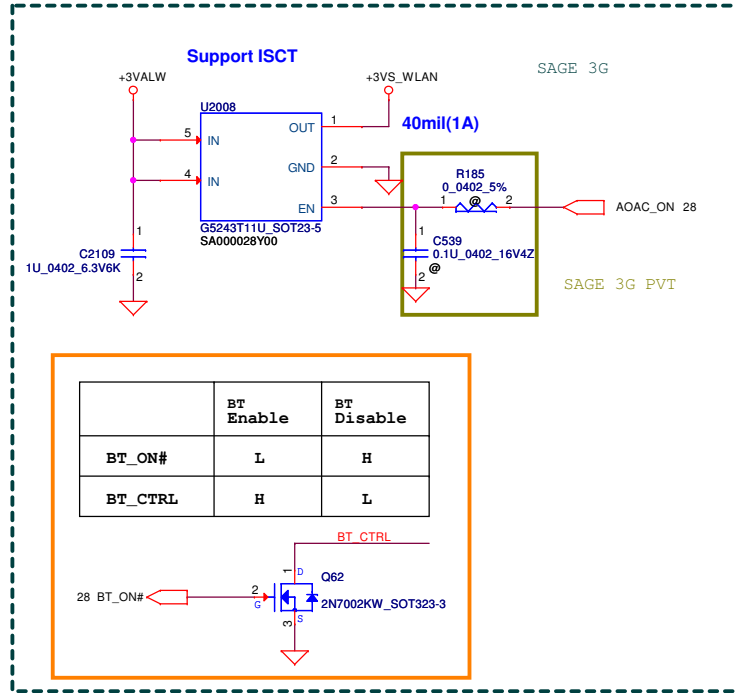 Support ISCT
SAGE 3G
+3VALW
+3VS_WLAN
U2008
1
OUT
40mil(1A)
5
IN
2
GND
4
IN
R185
0_0402_5%
@
3
EN
1
2
AOAC_ON 28
G5243T11U_SOT23-5
SA000028Y00
1
C2109
1U_0402_6.3V6K
2
1
C539
0.1U_0402_16V4Z
@
2
SAGE 3G PVT
BT Enable
BT Disable
BT_ON# L H
BT_CTRL H L
BT_CTRL
1
D
Q62
28 BT_ON#
2
G
2N7002KW_SOT323-3
S
3